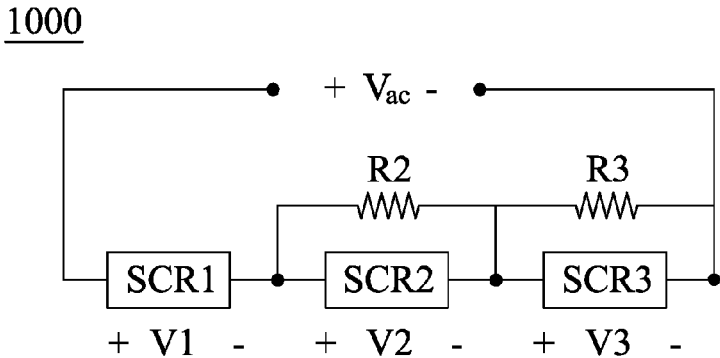 1000
+ Vac -
R2 R3
SCR1 SCR2 SCR3
+ V1 - + V2 - + V3 -